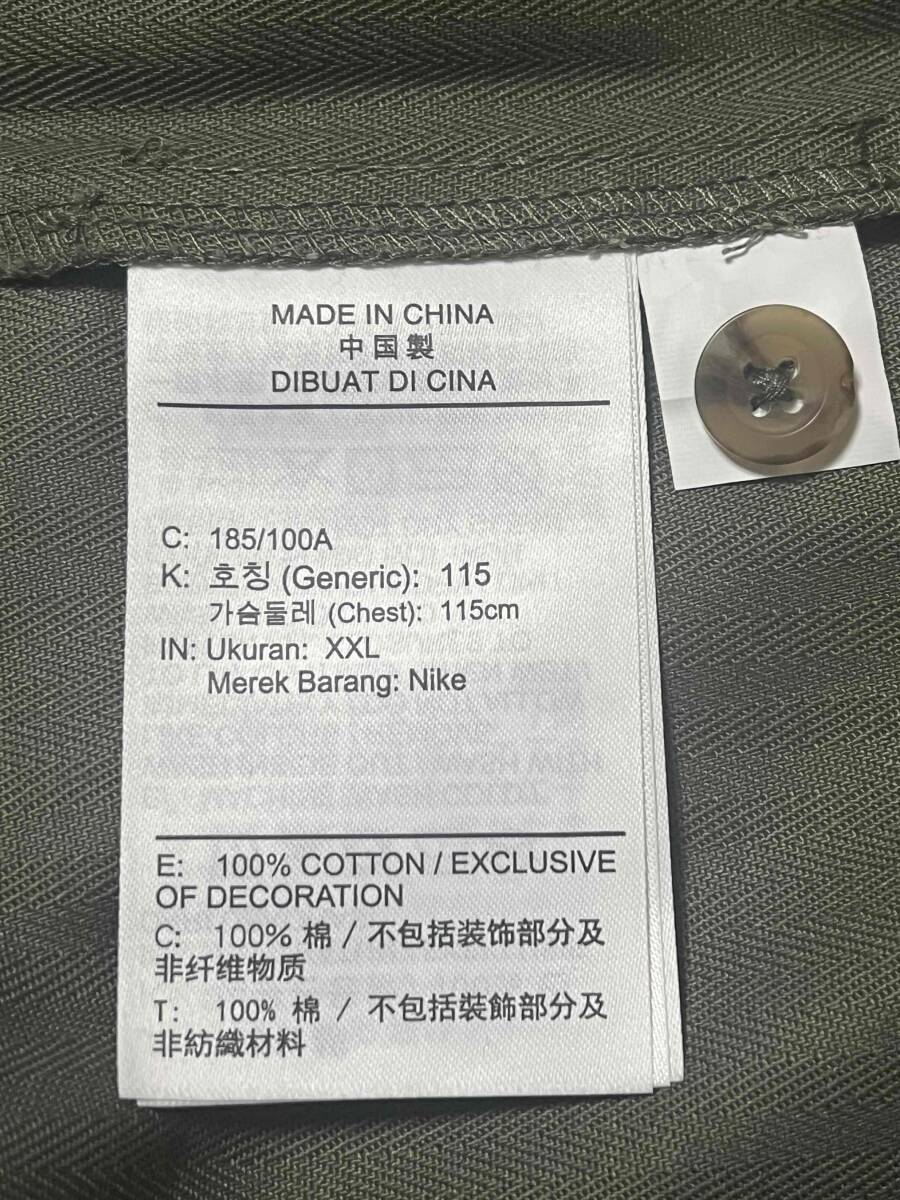 MADE IN CHINA
中国製
DIBUAT DI CINA
C: 185/100A
K: 호칭 (Generic): 115
가슴둘레 (Chest): 115cm
IN: Ukuran: XXL
Merek Barang: Nike
E: 100% COTTON / EXCLUSIVE
OF DECORATION
C: 100% 棉 / 不包括装饰部分及
非纤维物质
T: 100% 棉 / 不包括裝飾部分及
非紡織材料